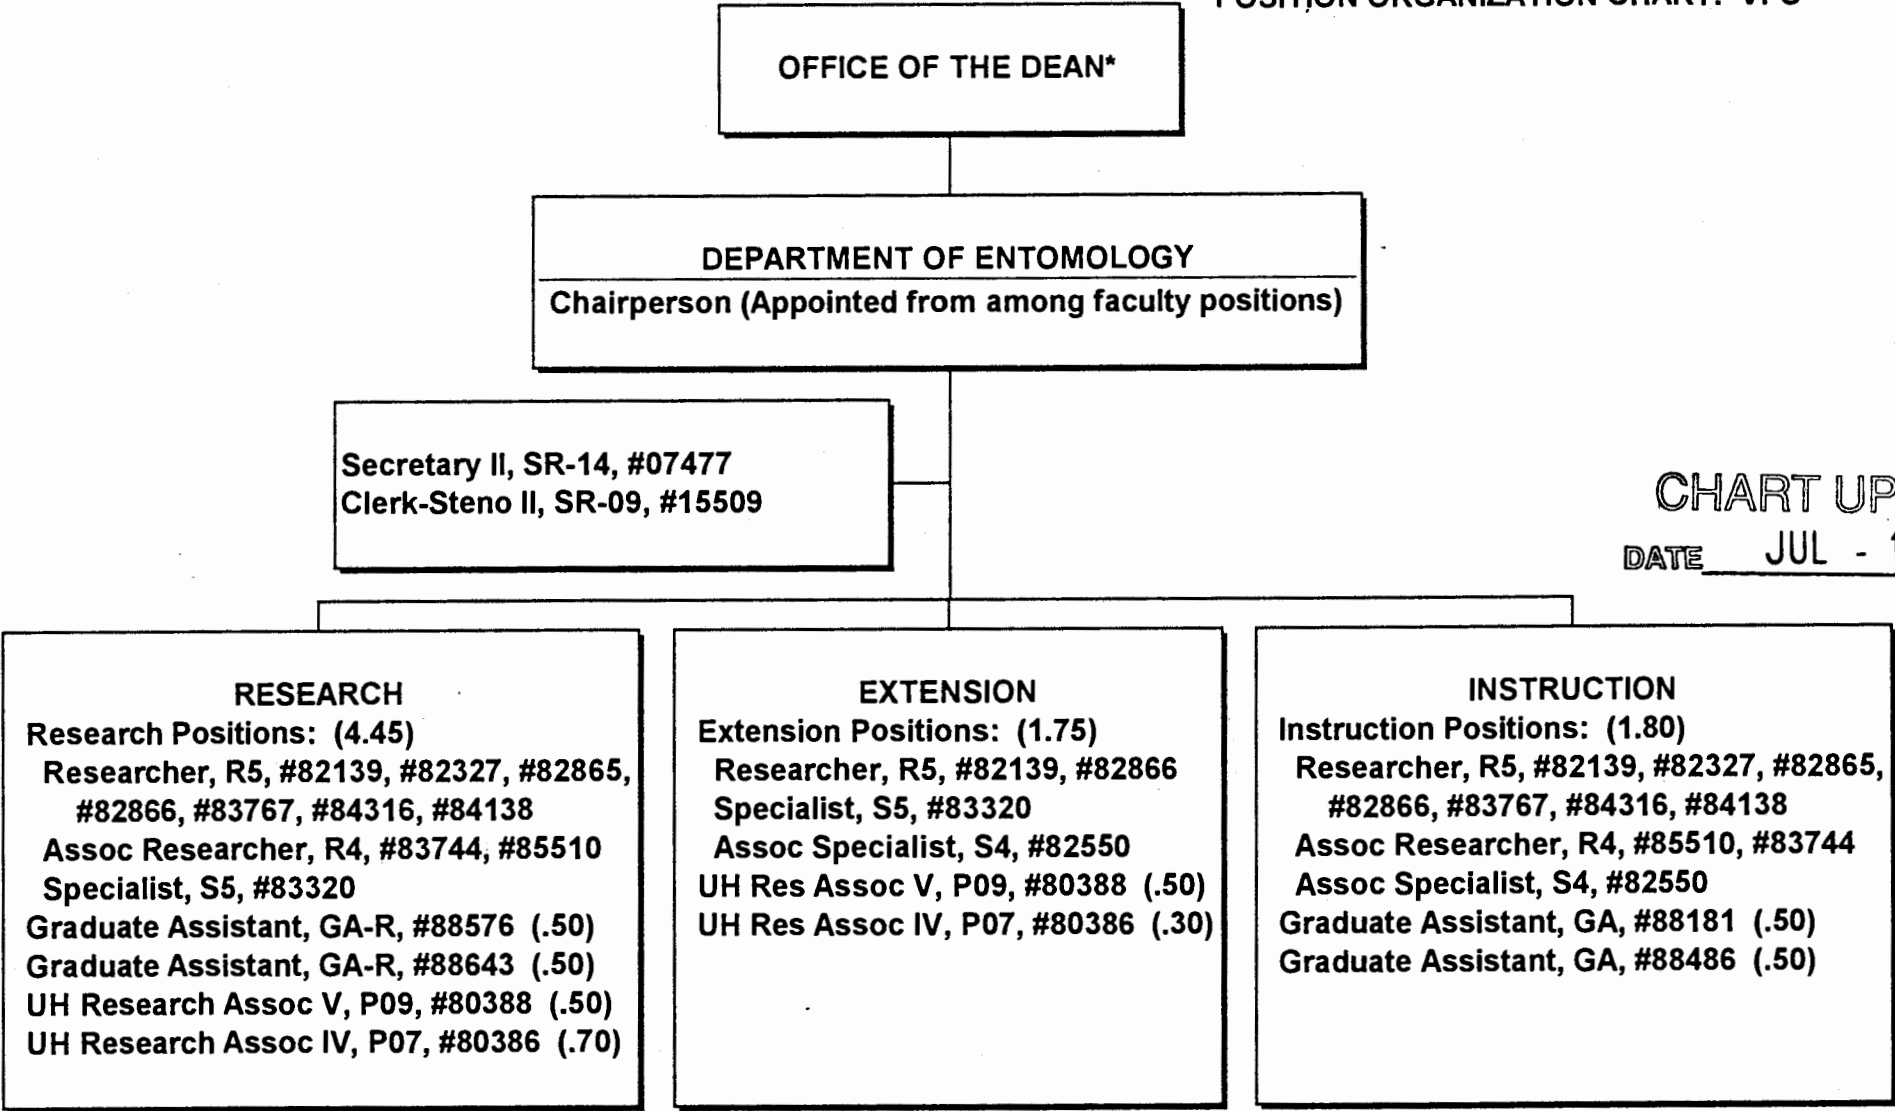 POSITION ORGANIZATION CHART:
OFFICE OF THE DEAN*
DEPARTMENT OF ENTOMOLOGY
Chairperson (Appointed from among faculty positions)
Secretary II, SR-14, #07477
Clerk-Steno II, SR-09, #15509
CHART UP
DATE JUL -
RESEARCH
Research Positions: (4.45)
Researcher, R5, #82139, #82327, #82865,
#82866, #83767, #84316, #84138
Assoc Researcher, R4, #83744, #85510
Specialist, S5, #83320
Graduate Assistant, GA-R, #88576 (.50)
Graduate Assistant, GA-R, #88643 (.50)
UH Research Assoc V, P09, #80388 (.50)
UH Research Assoc IV, P07, #80386 (.70)
EXTENSION
Extension Positions: (1.75)
Researcher, R5, #82139, #82866
Specialist, S5, #83320
Assoc Specialist, S4, #82550
UH Res Assoc V, P09, #80388 (.50)
UH Res Assoc IV, P07, #80386 (.30)
INSTRUCTION
Instruction Positions: (1.80)
Researcher, R5, #82139, #82327, #82865,
#82866, #83767, #84316, #84138
Assoc Researcher, R4, #85510, #83744
Assoc Specialist, S4, #82550
Graduate Assistant, GA, #88181 (.50)
Graduate Assistant, GA, #88486 (.50)